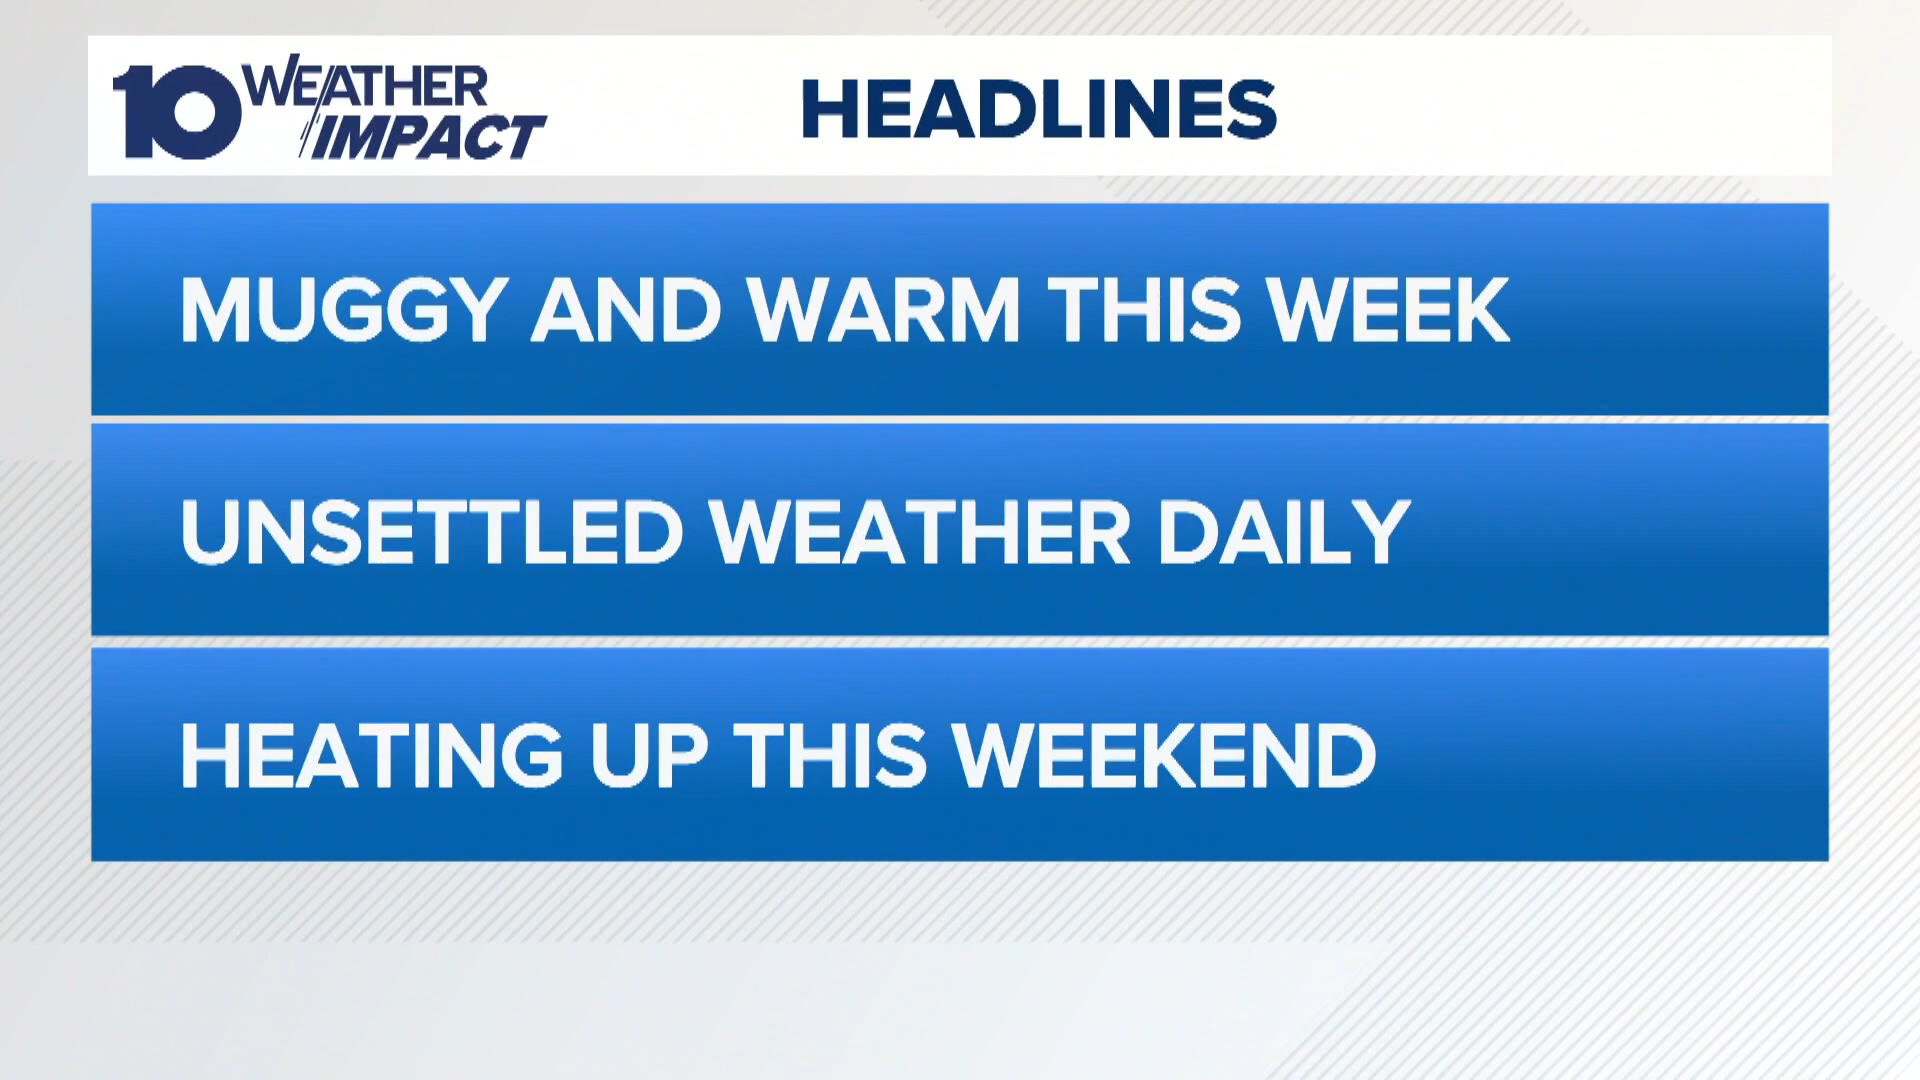 10 WEATHER IMPACT
HEADLINES
MUGGY AND WARM THIS WEEK
UNSETTLED WEATHER DAILY
HEATING UP THIS WEEKEND